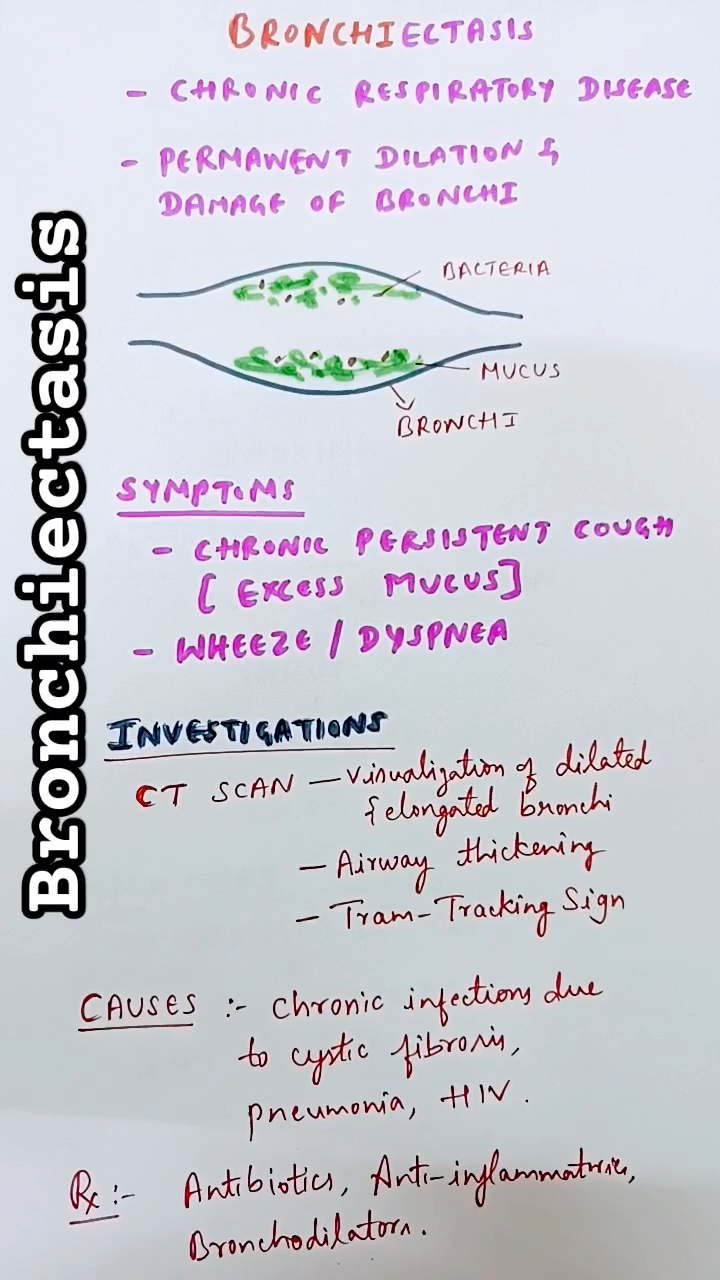 BRONCHIECTASIS
- CHRONIC RESPIRATORY DISEASE
- PERMANENT DILATION &
DAMAGE OF BRONCHI
BACTERIA
MUCUS
BRONCHI
Bronchiectasis
SYMPTOMS
- CHRONIC PERSISTENT COUGH
[EXCESS MUCUS]
- WHEEZE / DYSPNEA
INVESTIGATIONS
CT SCAN - Visualization of dilated
& elongated bronchi
- Airway thickening
- Tram-Tracking Sign
CAUSES :- Chronic infections due
to cystic fibrosis,
pneumonia, HIV.
Rx :- Antibiotics, Anti-inflammatories,
Bronchodilators.